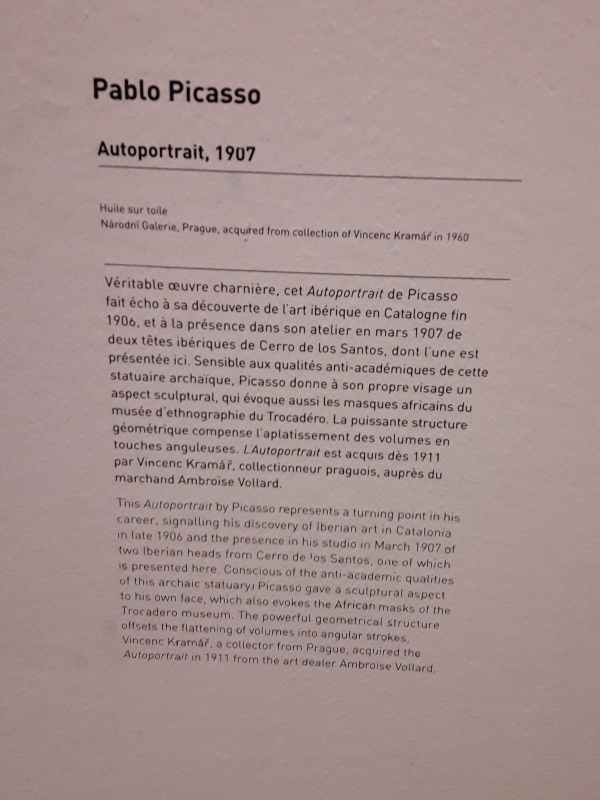 Pablo Picasso
Autoportrait, 1907
Huile sur toile
Národní Galerie, Prague, acquired from collection of Vincenc Kramář in 1960
Véritable œuvre charnière, cet Autoportrait de Picasso
fait écho à sa découverte de l'art ibérique en Catalogne fin
1906, et à la présence dans son atelier en mars 1907 de
deux têtes ibériques de Cerro de los Santos, dont l'une est
présentée ici. Sensible aux qualités anti-académiques de cette
statuaire archaïque, Picasso donne à son propre visage un
aspect sculptural, qui évoque aussi les masques africains du
musée d'ethnographie du Trocadéro. La puissante structure
géométrique compense l'aplatissement des volumes en
touches anguleuses. L'Autoportrait est acquis dès 1911
par Vincenc Kramář, collectionneur praguois, auprès du
marchand Ambroise Vollard.
This Autoportrait by Picasso represents a turning point in his
career, signalling his discovery of Iberian art in Catalonia
in late 1906 and the presence in his studio in March 1907 of
two Iberian heads from Cerro de los Santos, one of which
is presented here. Conscious of the anti-academic qualities
of this archaic statuary, Picasso gave a sculptural aspect
to his own face, which also evokes the African masks of the
Trocadero museum. The powerful geometrical structure
offsets the flattening of volumes into angular strokes.
Vincenc Kramář, a collector from Prague, acquired the
Autoportrait in 1911 from the art dealer Ambroise Vollard.